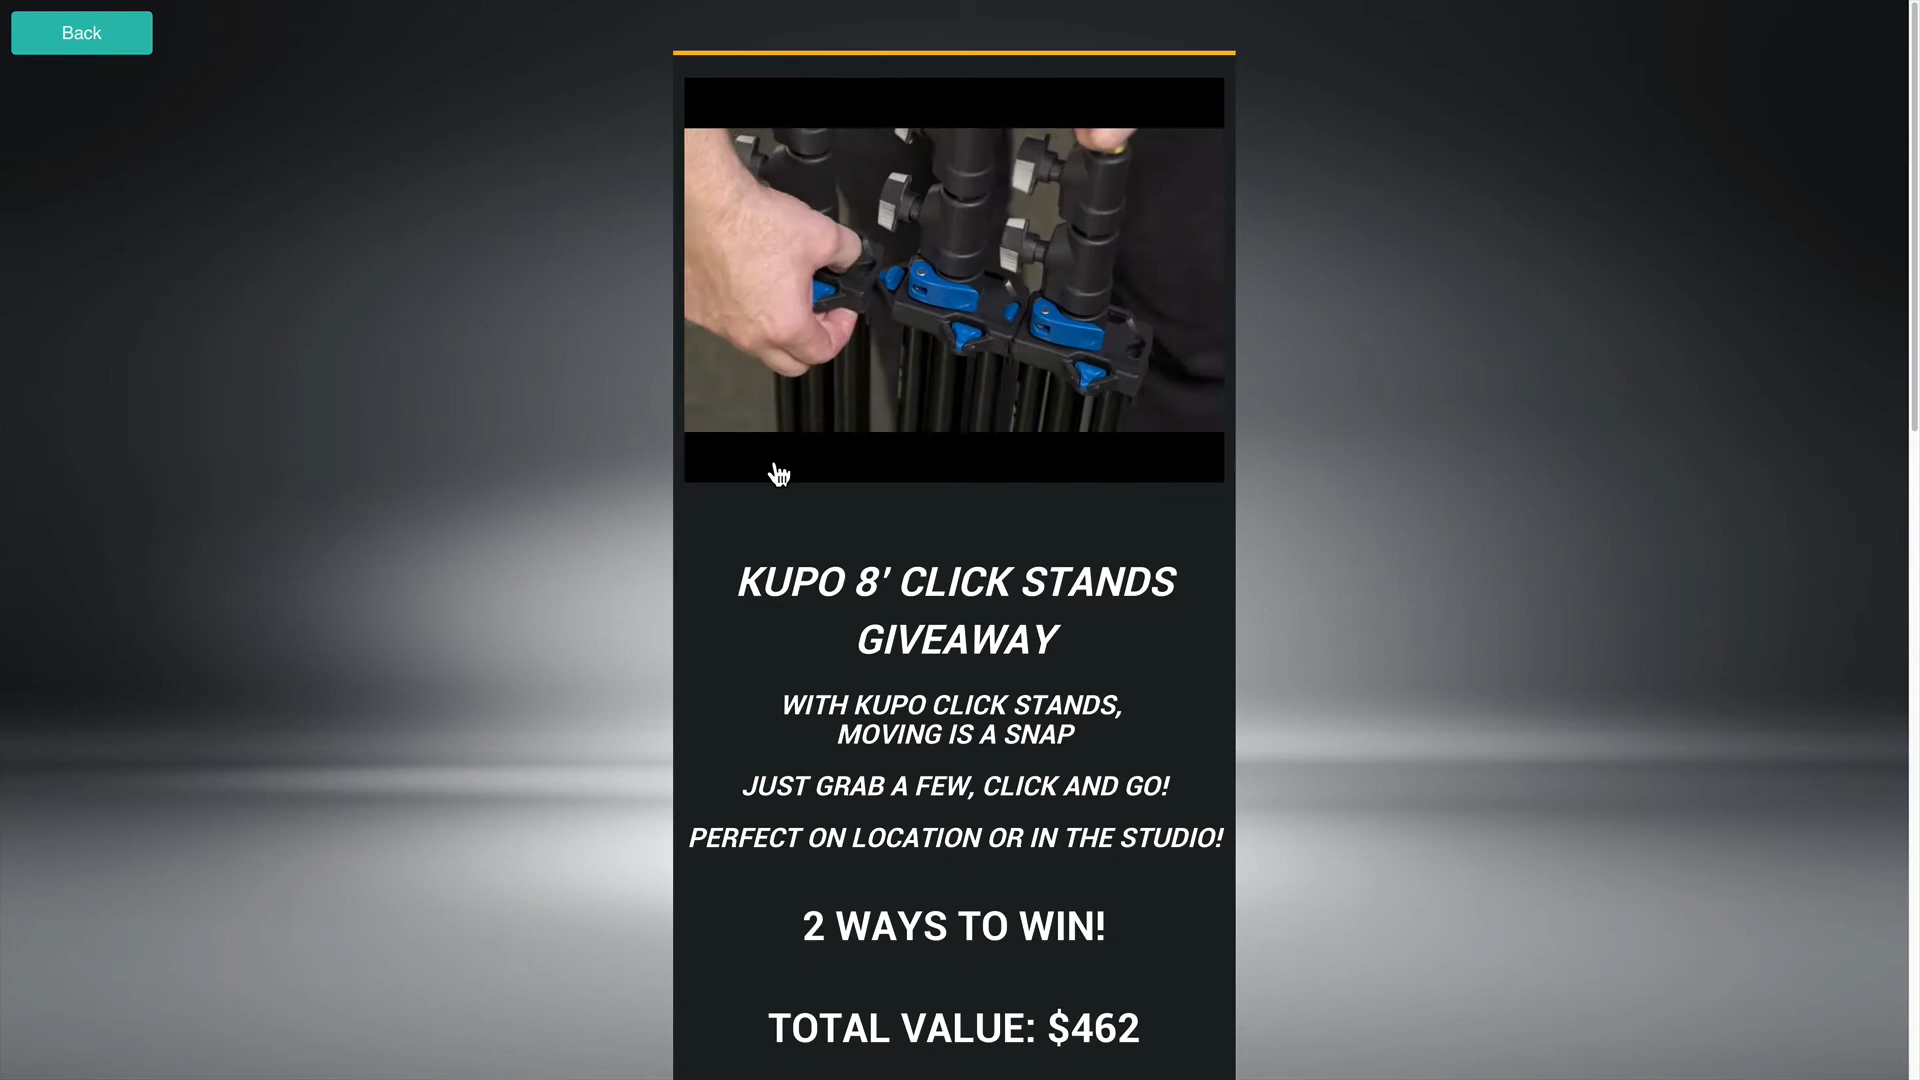 Back
KUPO 8' CLICK STANDS
GIVEAWAY
WITH KUPO CLICK STANDS,
MOVING IS A SNAP
JUST GRAB A FEW, CLICK AND GO!
PERFECT ON LOCATION OR IN THE STUDIO!
2 WAYS TO WIN!
TOTAL VALUE: $462